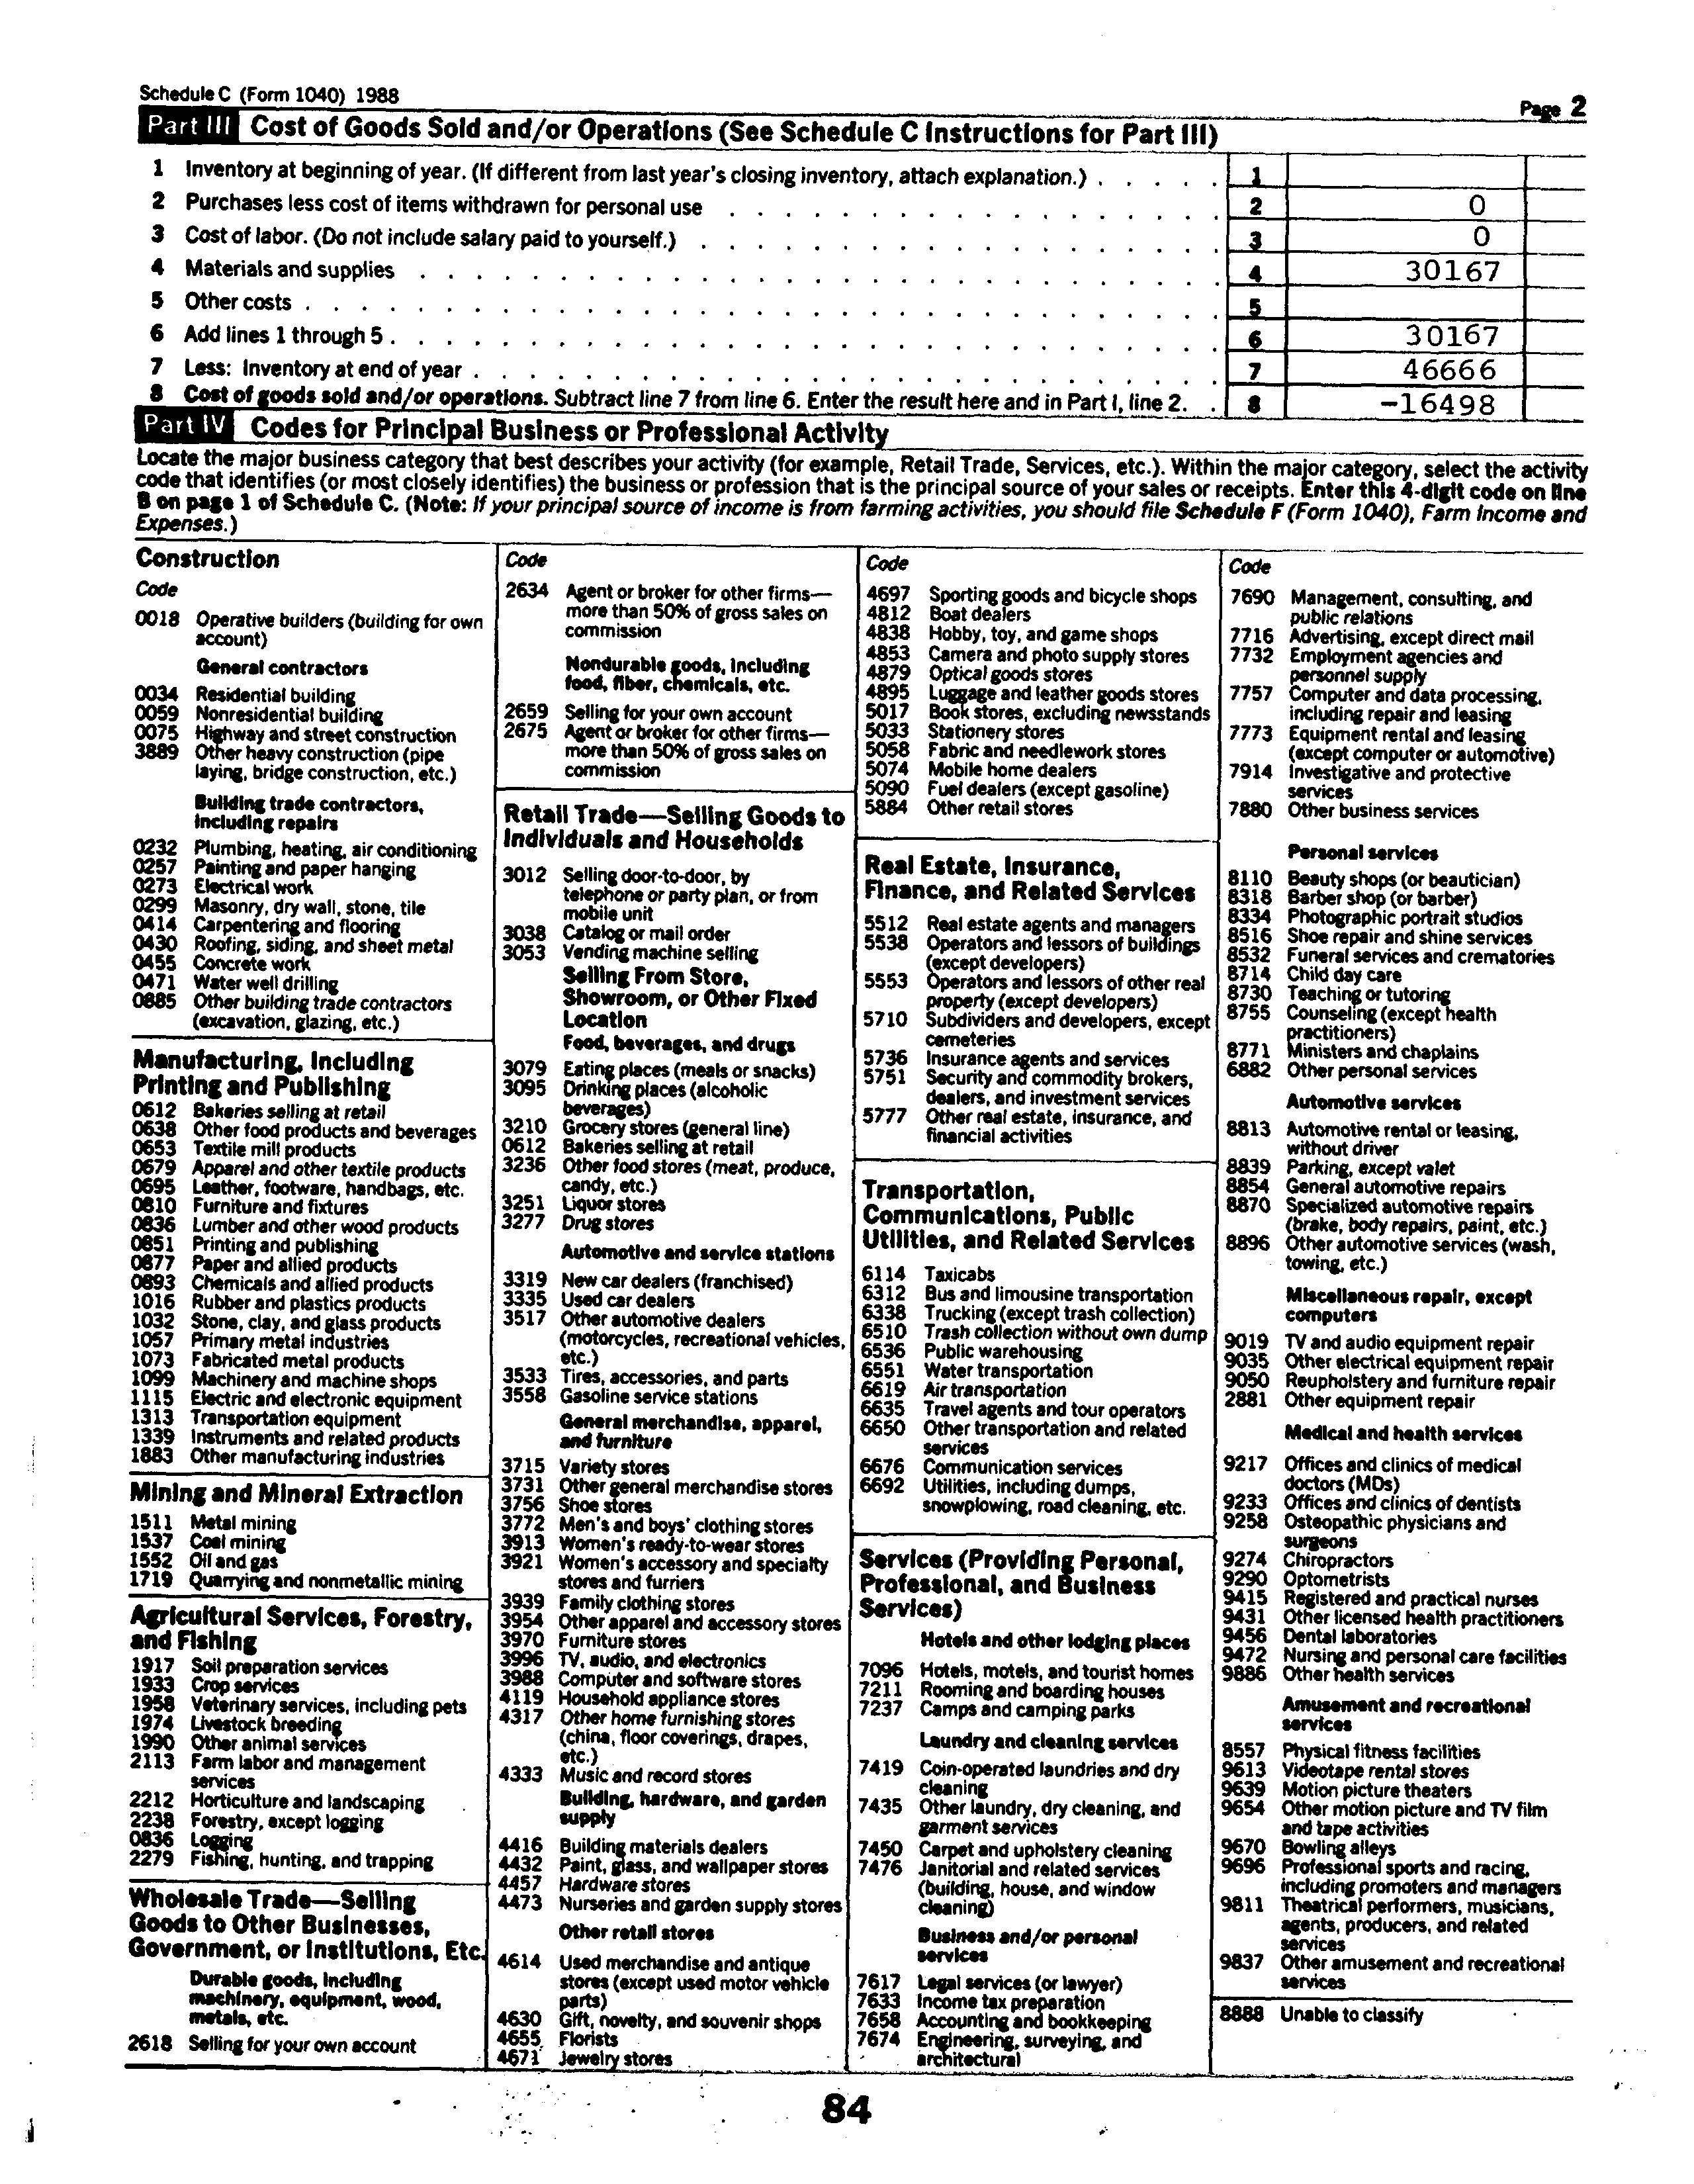 Schedule C (Form 1040) 1988
Page 2
Part III Cost of Goods Sold and/or Operations (See Schedule C Instructions for Part III)
1 Inventory at beginning of year. (If different from last year's closing inventory, attach explanation.) . . . . . 1
2 Purchases less cost of items withdrawn for personal use 2 0
3 Cost of labor. (Do not include salary paid to yourself.) 3 0
4 Materials and supplies 4 30167
5 Other costs 5
6 Add lines 1 through 5 6 30167
7 Less: Inventory at end of year 7 46666
8 Cost of goods sold and/or operations. Subtract line 7 from line 6. Enter the result here and in Part I, line 2. . 8 -16498
Part IV Codes for Principal Business or Professional Activity
Locate the major business category that best describes your activity (for example, Retail Trade, Services, etc.). Within the major category, select the activity
code that identifies (or most closely identifies) the business or profession that is the principal source of your sales or receipts. Enter this 4-digit code on line
B on page 1 of Schedule C. (Note: If your principal source of income is from farming activities, you should file Schedule F (Form 1040), Farm Income and
Expenses.)
Construction
Code
0018 Operative builders (building for own
account)
General contractors
0034 Residential building
0059 Nonresidential building
0075 Highway and street construction
3889 Other heavy construction (pipe
laying, bridge construction, etc.)
Building trade contractors,
including repairs
0232 Plumbing, heating, air conditioning
0257 Painting and paper hanging
0273 Electrical work
0299 Masonry, dry wall, stone, tile
0414 Carpentering and flooring
0430 Roofing, siding, and sheet metal
0455 Concrete work
0471 Water well drilling
0885 Other building trade contractors
(excavation, glazing, etc.)
Manufacturing, Including
Printing and Publishing
0612 Bakeries selling at retail
0638 Other food products and beverages
0653 Textile mill products
0679 Apparel and other textile products
0695 Leather, footware, handbags, etc.
0810 Furniture and fixtures
0836 Lumber and other wood products
0851 Printing and publishing
0877 Paper and allied products
0893 Chemicals and allied products
1016 Rubber and plastics products
1032 Stone, clay, and glass products
1057 Primary metal industries
1073 Fabricated metal products
1099 Machinery and machine shops
1115 Electric and electronic equipment
1313 Transportation equipment
1339 Instruments and related products
1883 Other manufacturing industries
Mining and Mineral Extraction
1511 Metal mining
1537 Coal mining
1552 Oil and gas
1719 Quarrying and nonmetallic mining
Agricultural Services, Forestry,
and Fishing
1917 Soil preparation services
1933 Crop services
1958 Veterinary services, including pets
1974 Livestock breeding
1990 Other animal services
2113 Farm labor and management
services
2212 Horticulture and landscaping
2238 Forestry, except logging
0836 Logging
2279 Fishing, hunting, and trapping
Wholesale Trade—Selling
Goods to Other Businesses,
Government, or Institutions, Etc.
Durable goods, including
machinery, equipment, wood,
metals, etc.
2618 Selling for your own account
Code
2634 Agent or broker for other firms—
more than 50% of gross sales on
commission
Nondurable goods, including
food, fiber, chemicals, etc.
2659 Selling for your own account
2675 Agent or broker for other firms—
more than 50% of gross sales on
commission
Retail Trade—Selling Goods to
Individuals and Households
3012 Selling door-to-door, by
telephone or party plan, or from
mobile unit
3038 Catalog or mail order
3053 Vending machine selling
Selling From Store,
Showroom, or Other Fixed
Location
Food, beverages, and drugs
3079 Eating places (meals or snacks)
3095 Drinking places (alcoholic
beverages)
3210 Grocery stores (general line)
0612 Bakeries selling at retail
3236 Other food stores (meat, produce,
candy, etc.)
3251 Liquor stores
3277 Drug stores
Automotive and service stations
3319 New car dealers (franchised)
3335 Used car dealers
3517 Other automotive dealers
(motorcycles, recreational vehicles,
etc.)
3533 Tires, accessories, and parts
3558 Gasoline service stations
General merchandise, apparel,
and furniture
3715 Variety stores
3731 Other general merchandise stores
3756 Shoe stores
3772 Men's and boys' clothing stores
3913 Women's ready-to-wear stores
3921 Women's accessory and specialty
stores and furriers
3939 Family clothing stores
3954 Other apparel and accessory stores
3970 Furniture stores
3996 TV, audio, and electronics
3988 Computer and software stores
4119 Household appliance stores
4317 Other home furnishing stores
(china, floor coverings, drapes,
etc.)
4333 Music and record stores
Building, hardware, and garden
supply
4416 Building materials dealers
4432 Paint, glass, and wallpaper stores
4457 Hardware stores
4473 Nurseries and garden supply stores
Other retail stores
4614 Used merchandise and antique
stores (except used motor vehicle
parts)
4630 Gift, novelty, and souvenir shops
4655 Florists
4671 Jewelry stores
Code
4697 Sporting goods and bicycle shops
4812 Boat dealers
4838 Hobby, toy, and game shops
4853 Camera and photo supply stores
4879 Optical goods stores
4895 Luggage and leather goods stores
5017 Book stores, excluding newsstands
5033 Stationery stores
5058 Fabric and needlework stores
5074 Mobile home dealers
5090 Fuel dealers (except gasoline)
5884 Other retail stores
Real Estate, Insurance,
Finance, and Related Services
5512 Real estate agents and managers
5538 Operators and lessors of buildings
(except developers)
5553 Operators and lessors of other real
property (except developers)
5710 Subdividers and developers, except
cemeteries
5736 Insurance agents and services
5751 Security and commodity brokers,
dealers, and investment services
5777 Other real estate, insurance, and
financial activities
Transportation,
Communications, Public
Utilities, and Related Services
6114 Taxicabs
6312 Bus and limousine transportation
6338 Trucking (except trash collection)
6510 Trash collection without own dump
6536 Public warehousing
6551 Water transportation
6619 Air transportation
6635 Travel agents and tour operators
6650 Other transportation and related
services
6676 Communication services
6692 Utilities, including dumps,
snowplowing, road cleaning, etc.
Services (Providing Personal,
Professional, and Business
Services)
Hotels and other lodging places
7096 Hotels, motels, and tourist homes
7211 Rooming and boarding houses
7237 Camps and camping parks
Laundry and cleaning services
7419 Coin-operated laundries and dry
cleaning
7435 Other laundry, dry cleaning, and
garment services
7450 Carpet and upholstery cleaning
7476 Janitorial and related services
(building, house, and window
cleaning)
Business and/or personal
services
7617 Legal services (or lawyer)
7633 Income tax preparation
7658 Accounting and bookkeeping
7674 Engineering, surveying, and
architectural
Code
7690 Management, consulting, and
public relations
7716 Advertising, except direct mail
7732 Employment agencies and
personnel supply
7757 Computer and data processing,
including repair and leasing
7773 Equipment rental and leasing
(except computer or automotive)
7914 Investigative and protective
services
7880 Other business services
Personal services
8110 Beauty shops (or beautician)
8318 Barber shop (or barber)
8334 Photographic portrait studios
8516 Shoe repair and shine services
8532 Funeral services and crematories
8714 Child day care
8730 Teaching or tutoring
8755 Counseling (except health
practitioners)
8771 Ministers and chaplains
6882 Other personal services
Automotive services
8813 Automotive rental or leasing,
without driver
8839 Parking, except valet
8854 General automotive repairs
8870 Specialized automotive repairs
(brake, body repairs, paint, etc.)
8896 Other automotive services (wash,
towing, etc.)
Miscellaneous repair, except
computers
9019 TV and audio equipment repair
9035 Other electrical equipment repair
9050 Reupholstery and furniture repair
2881 Other equipment repair
Medical and health services
9217 Offices and clinics of medical
doctors (MDs)
9233 Offices and clinics of dentists
9258 Osteopathic physicians and
surgeons
9274 Chiropractors
9290 Optometrists
9415 Registered and practical nurses
9431 Other licensed health practitioners
9456 Dental laboratories
9472 Nursing and personal care facilities
9886 Other health services
Amusement and recreational
services
8557 Physical fitness facilities
9613 Videotape rental stores
9639 Motion picture theaters
9654 Other motion picture and TV film
and tape activities
9670 Bowling alleys
9696 Professional sports and racing,
including promoters and managers
9811 Theatrical performers, musicians,
agents, producers, and related
services
9837 Other amusement and recreational
services
8888 Unable to classify
84